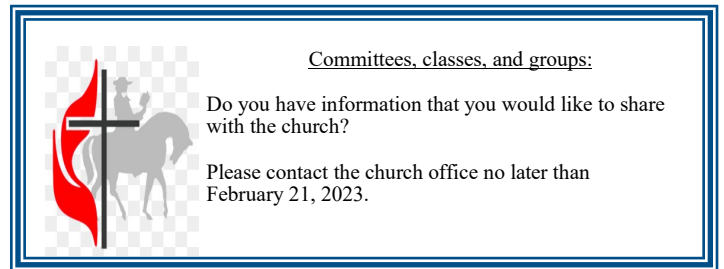 Committees, classes, and groups:
Do you have information that you would like to share
with the church?
Please contact the church office no later than
February 21, 2023.